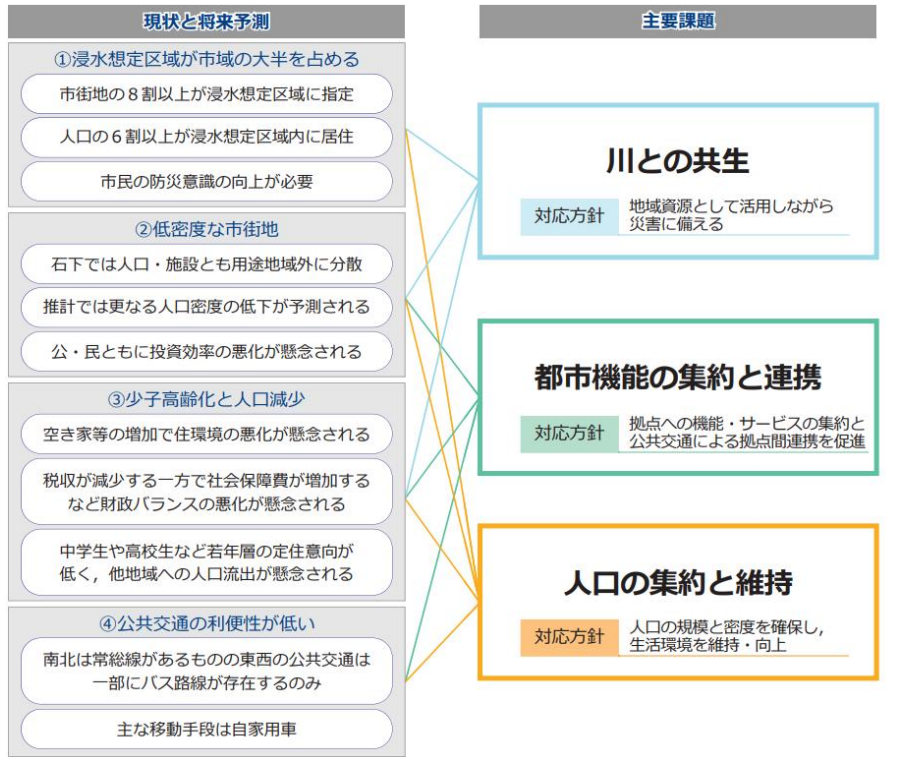 現状と将来予測
①浸水想定区域が市域の大半を占める
市街地の８割以上が浸水想定区域に指定
人口の６割以上が浸水想定区域内に居住
市民の防災意識の向上が必要
②低密度な市街地
石下では人口・施設とも用途地域外に分散
推計では更なる人口密度の低下が予測される
公・民ともに投資効率の悪化が懸念される
③少子高齢化と人口減少
空き家等の増加で住環境の悪化が懸念される
税収が減少する一方で社会保障費が増加する
など財政バランスの悪化が懸念される
中学生や高校生など若年層の定住意向が
低く，他地域への人口流出が懸念される
④公共交通の利便性が低い
南北は常総線があるものの東西の公共交通は
一部にバス路線が存在するのみ
主な移動手段は自家用車
主要課題
川との共生
対応方針
地域資源として活用しながら
災害に備える
都市機能の集約と連携
対応方針
拠点への機能・サービスの集約と
公共交通による拠点間連携を促進
人口の集約と維持
対応方針
人口の規模と密度を確保し，
生活環境を維持・向上